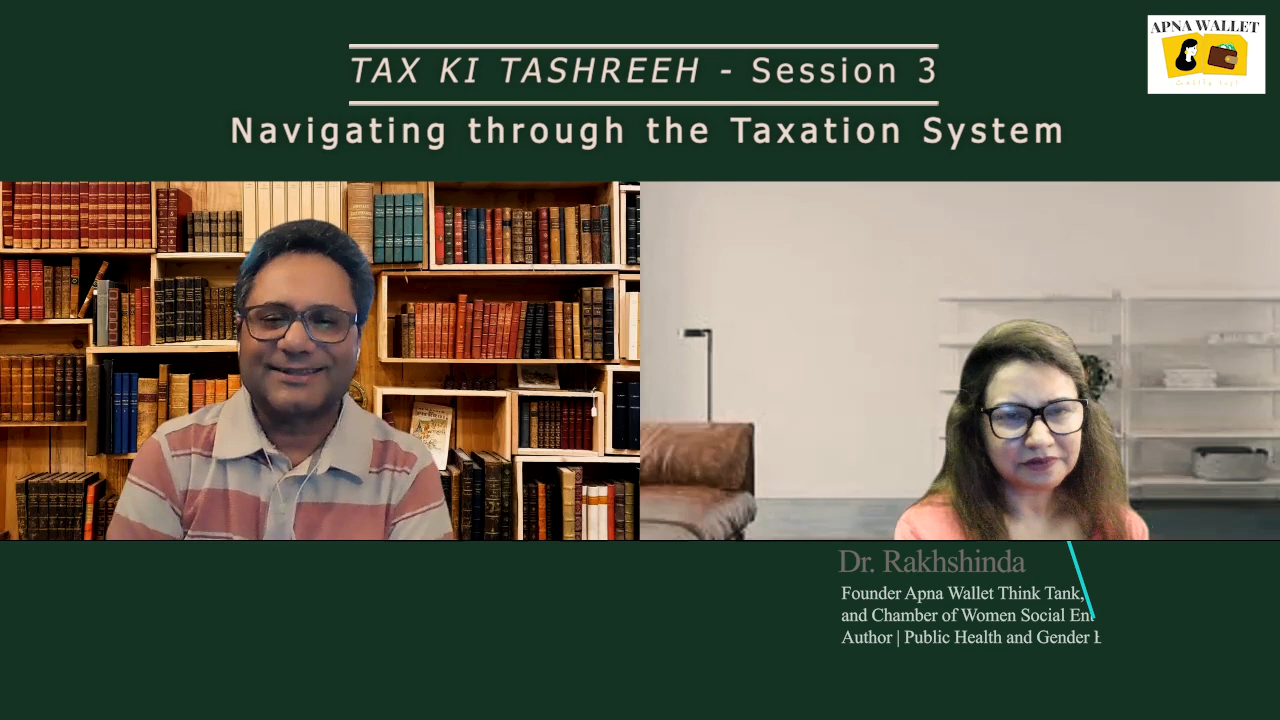 APNA WALLET
TAX KI TASHREEH - Session 3
Navigating through the Taxation System
Dr. Rakhshinda
Founder Apna Wallet Think Tank,
and Chamber of Women Social
Author | Public Health and Gender